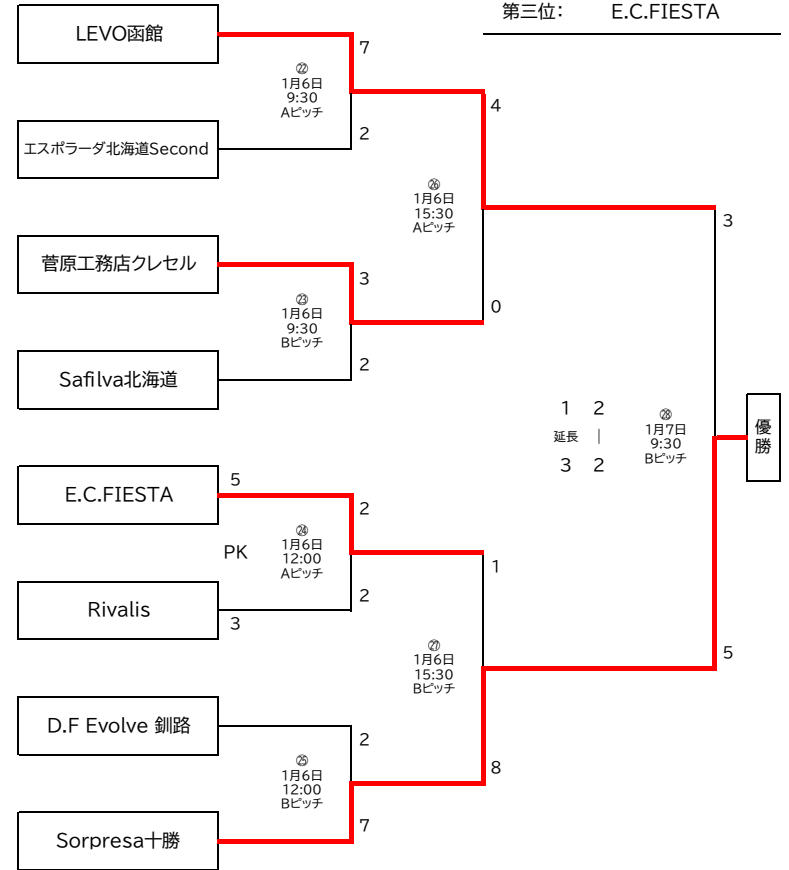 第三位： E.C.FIESTA
LEVO函館
7
㉒
1月6日
9:30
Aピッチ
4
2
エスポラーダ北海道Second
㉖
1月6日
15:30
Aピッチ
3
菅原工務店クレセル
3
㉓
1月6日
9:30
Bピッチ
0
2
Safilva北海道
1 2
延長 |
3 2
㉘
1月7日
9:30
Bピッチ
優勝
5
E.C.FIESTA
2
PK
㉔
1月6日
12:00
Aピッチ
1
2
Rivalis
3
㉗
1月6日
15:30
Bピッチ
5
D.F Evolve 釧路
2
㉕
1月6日
12:00
Bピッチ
8
7
Sorpresa十勝